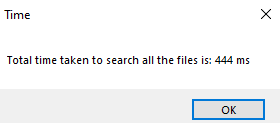 Time
Total time taken to search all the files is: 444 ms
OK